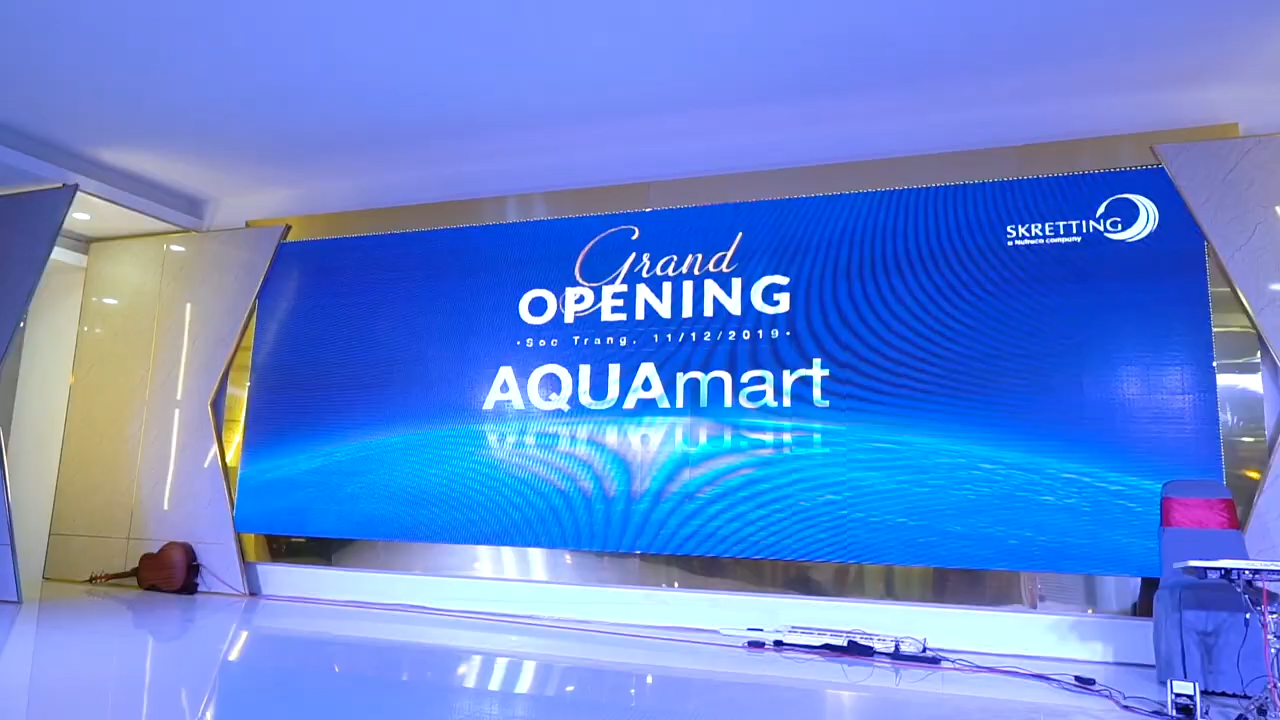 Grand
OPENING
•Soc Trang, 11/12/2019•
AQUAmart
SKRETTING
a Nutreco company